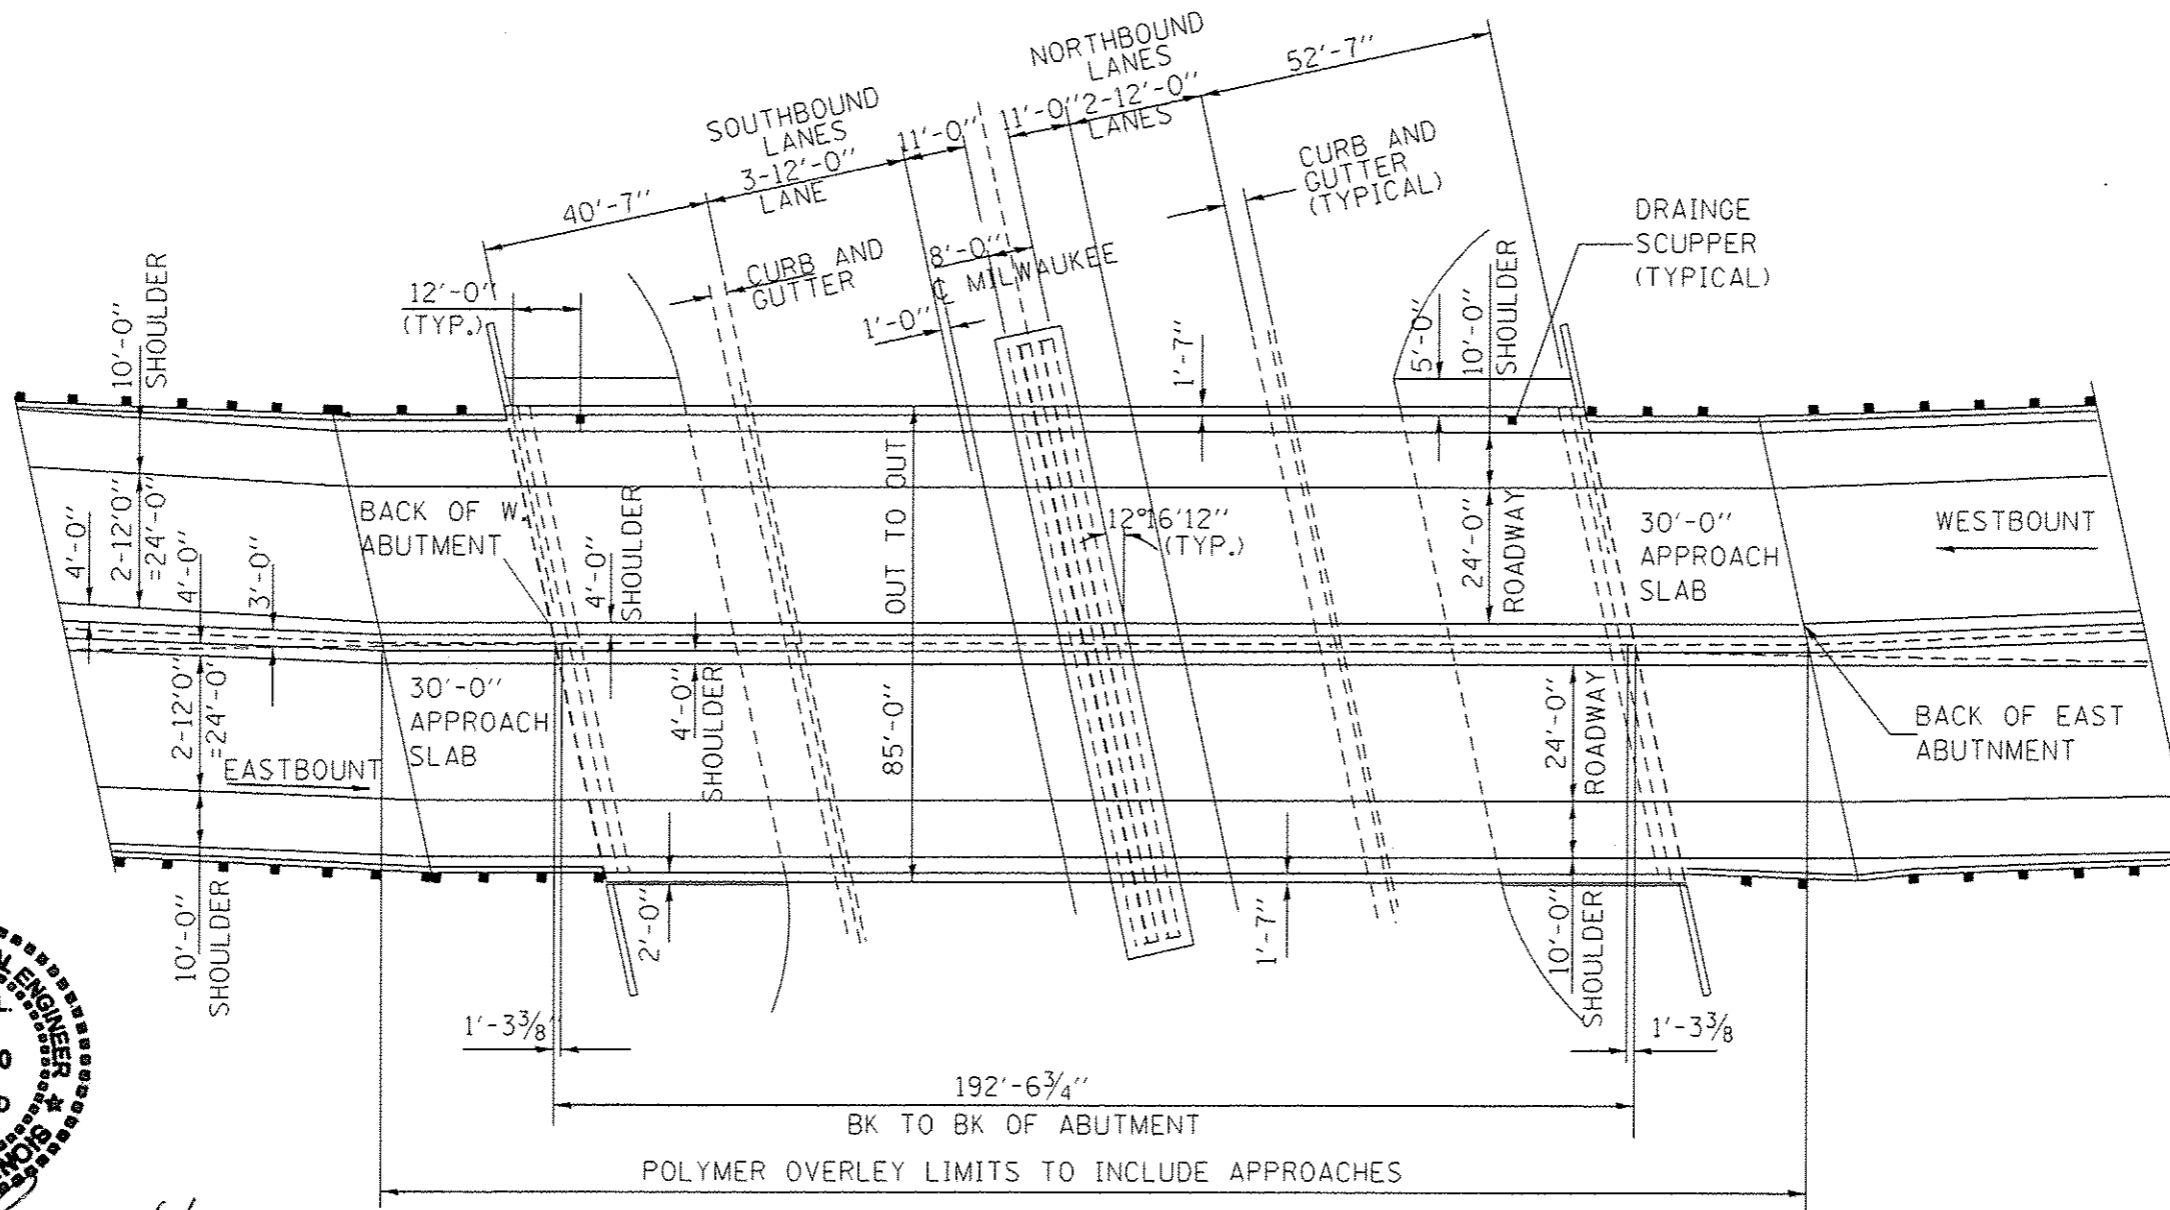 NORTHBOUND
LANES
52'-7"
SOUTHBOUND
LANES
11'-0"
11'-0"
2-12'-0"
LANES
3-12'-0"
LANE
40'-7"
CURB AND
GUTTER
(TYPICAL)
DRAINGE
SCUPPER
(TYPICAL)
CURB AND
GUTTER
8'-0"
℄ MILWAUKEE
1'-0"
12'-0"
(TYP.)
10'-0"
SHOULDER
1'-7"
5'-0"
10'-0"
SHOULDER
BACK OF W.
ABUTMENT
4'-0"
2-12'0"
=24'-0"
4'-0"
3'-0"
4'-0"
SHOULDER
OUT TO OUT
85'-0"
12°16'12"
(TYP.)
24'-0"
ROADWAY
30'-0"
APPROACH
SLAB
WESTBOUNT
30'-0"
APPROACH
SLAB
2-12'0"
=24'-0"
EASTBOUNT
4'-0"
SHOULDER
24'-0"
ROADWAY
BACK OF EAST
ABUTNMENT
10'-0"
SHOULDER
2'-0"
1'-7"
10'-0"
SHOULDER
1'-3⅜"
1'-3⅜
192'-6¾"
BK TO BK OF ABUTMENT
POLYMER OVERLEY LIMITS TO INCLUDE APPROACHES
ENGINEER